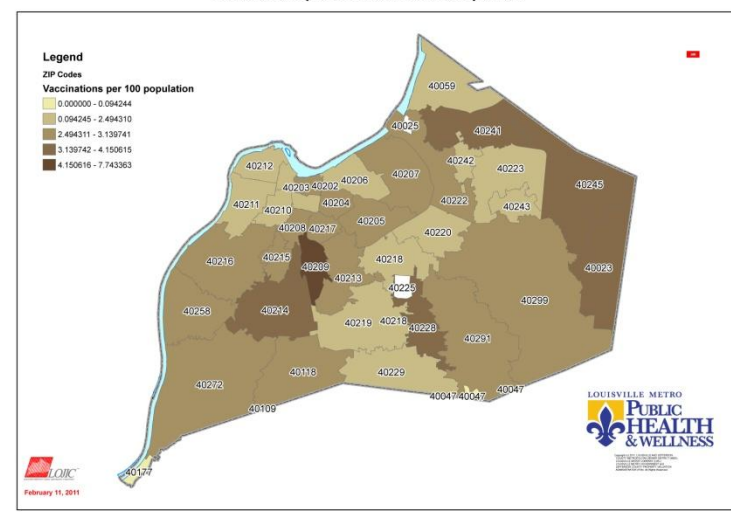 Legend
ZIP Codes
Vaccinations per 100 population
0.000000 - 0.094244
0.094245 - 2.494310
2.494311 - 3.139741
3.139742 - 4.150615
4.150616 - 7.743363
40059
40025
40241
40242
40223
40245
40212
40206
40207
40203 40202
40222
40211
40210
40204
40243
40205
40208 40217
40220
40216
40215
40218
40209
40213
40023
40225
40299
40258
40214
40219
40218
40228
40291
40118
40229
40272
40047 40047
40047
40109
40177
LOJIC
February 11, 2011
LOUISVILLE METRO
PUBLIC
HEALTH
& WELLNESS